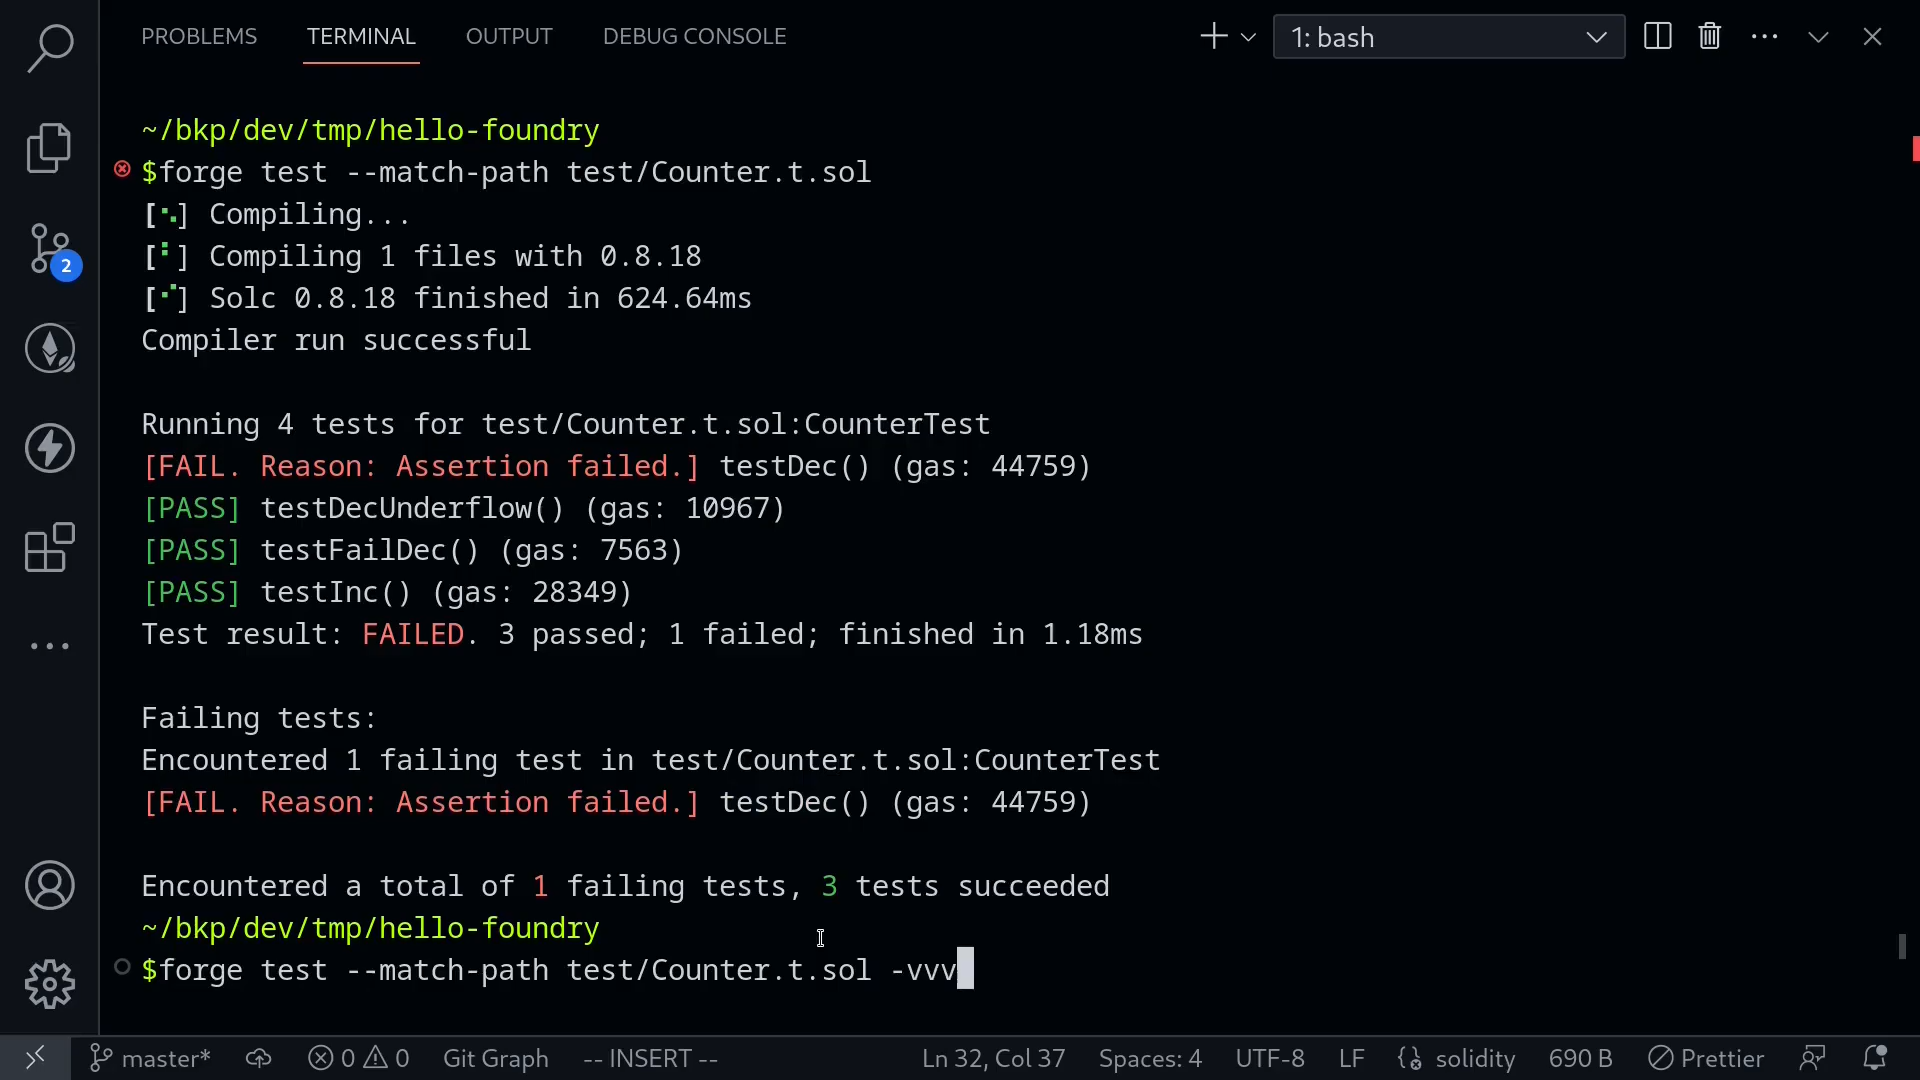 PROBLEMS TERMINAL OUTPUT DEBUG CONSOLE 1: bash
~/bkp/dev/tmp/hello-foundry
$forge test --match-path test/Counter.t.sol
[⠢] Compiling...
[⠃] Compiling 1 files with 0.8.18
[⠊] Solc 0.8.18 finished in 624.64ms
Compiler run successful
Running 4 tests for test/Counter.t.sol:CounterTest
[FAIL. Reason: Assertion failed.] testDec() (gas: 44759)
[PASS] testDecUnderflow() (gas: 10967)
[PASS] testFailDec() (gas: 7563)
[PASS] testInc() (gas: 28349)
Test result: FAILED. 3 passed; 1 failed; finished in 1.18ms
Failing tests:
Encountered 1 failing test in test/Counter.t.sol:CounterTest
[FAIL. Reason: Assertion failed.] testDec() (gas: 44759)
Encountered a total of 1 failing tests, 3 tests succeeded
~/bkp/dev/tmp/hello-foundry
$forge test --match-path test/Counter.t.sol -vvv
2
master* 0 0 Git Graph -- INSERT -- Ln 32, Col 37 Spaces: 4 UTF-8 LF solidity 690 B Prettier